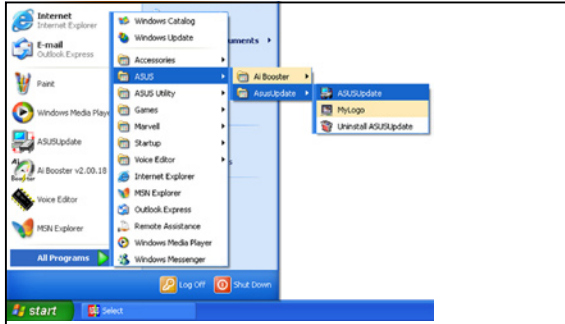 Internet
Internet Explorer
E-mail
Outlook Express
Paint
Windows Media Playe
ASUSUpdate
Ai Booster v2.00.18
Voice Editor
MSN Explorer
All Programs
Windows Catalog
Windows Update
Accessories
ASUS
ASUS Utility
Games
Marvell
Startup
Voice Editor
Internet Explorer
MSN Explorer
Outlook Express
Remote Assistance
Windows Media Player
Windows Messenger
uments
s
Ai Booster
AsusUpdate
ASUSUpdate
MyLogo
Uninstall ASUSUpdate
Log Off
Shut Down
start
Select